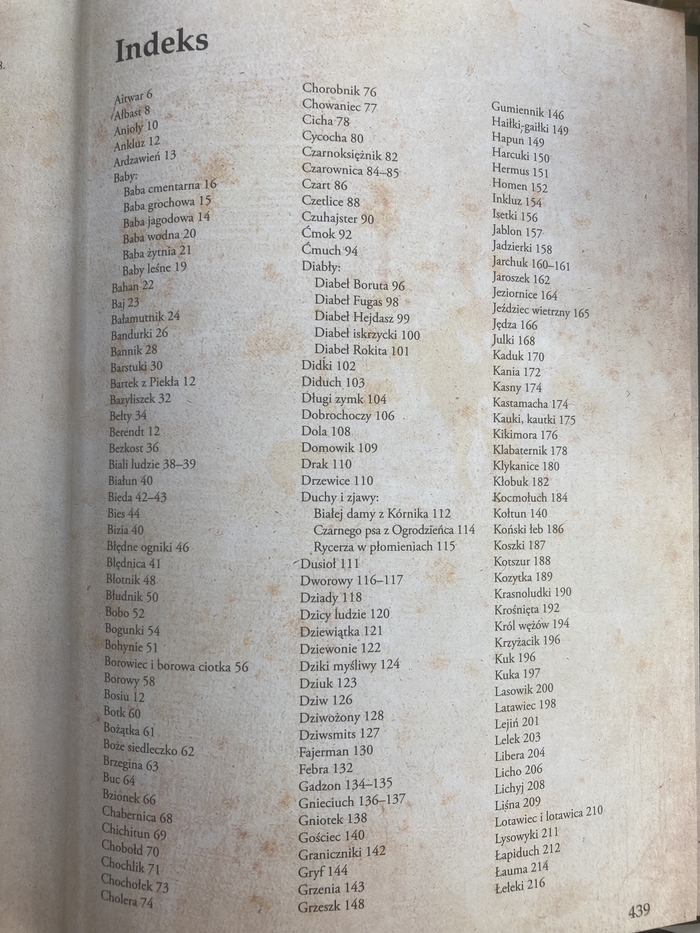 8.
Indeks
Airwar 6
Ałbast 8
Anioły 10
Ankluz 12
Ardzawień 13
Baby:
Baba cmentarna 16
Baba grochowa 15
Baba jagodowa 14
Baba wodna 20
Baba żytnia 21
Baby leśne 19
Bahan 22
Baj 23
Bałamutnik 24
Bandurki 26
Bannik 28
Barstuki 30
Bartek z Piekła 12
Bazyliszek 32
Bełty 34
Berendt 12
Bezkost 36
Biali ludzie 38–39
Białun 40
Bieda 42–43
Bies 44
Bizia 40
Błędne ogniki 46
Błędnica 41
Błotnik 48
Błudnik 50
Bobo 52
Bogunki 54
Bohynie 51
Borowiec i borowa ciotka 56
Borowy 58
Bosiu 12
Botk 60
Bożątka 61
Boże siedleczko 62
Brzegina 63
Buc 64
Bzionek 66
Chabernica 68
Chichitun 69
Chobołd 70
Chochlik 71
Chochołek 73
Cholera 74
Chorobnik 76
Chowaniec 77
Cicha 78
Cycocha 80
Czarnoksiężnik 82
Czarownica 84–85
Czart 86
Czetlice 88
Czuhajster 90
Ćmok 92
Ćmuch 94
Diabły:
Diabeł Boruta 96
Diabeł Fugas 98
Diabeł Hejdasz 99
Diabeł iskrzycki 100
Diabeł Rokita 101
Didki 102
Diduch 103
Długi zymk 104
Dobrochoczy 106
Dola 108
Domowik 109
Drak 110
Drzewice 110
Duchy i zjawy:
Białej damy z Kórnika 112
Czarnego psa z Ogrodzieńca 114
Rycerza w płomieniach 115
Dusioł 111
Dworowy 116–117
Dziady 118
Dzicy ludzie 120
Dziewiątka 121
Dziewonie 122
Dziki myśliwy 124
Dziuk 123
Dziw 126
Dziwożony 128
Dziwsmits 127
Fajerman 130
Febra 132
Gadzon 134–135
Gnieciuch 136–137
Gniotek 138
Gościec 140
Graniczniki 142
Gryf 144
Grzenia 143
Grzeszk 148
Gumiennik 146
Haiłki-gaiłki 149
Hapun 149
Harcuki 150
Hermus 151
Homen 152
Inkluz 154
Isetki 156
Jablon 157
Jadzierki 158
Jarchuk 160–161
Jaroszek 162
Jeziornice 164
Jeździec wietrzny 165
Jędza 166
Julki 168
Kaduk 170
Kania 172
Kasny 174
Kastamacha 174
Kauki, kautki 175
Kikimora 176
Klabaternik 178
Kłykanice 180
Kłobuk 182
Kocmołuch 184
Kołtun 140
Koński łeb 186
Koszki 187
Kotszur 188
Kozytka 189
Krasnoludki 190
Krośnięta 192
Król wężów 194
Krzyżacik 196
Kuk 196
Kuka 197
Lasowik 200
Latawiec 198
Lejiń 201
Lelek 203
Libera 204
Licho 206
Lichyj 208
Liśna 209
Lotawiec i lotawica 210
Lysowyki 211
Łapiduch 212
Łauma 214
Łeleki 216
439